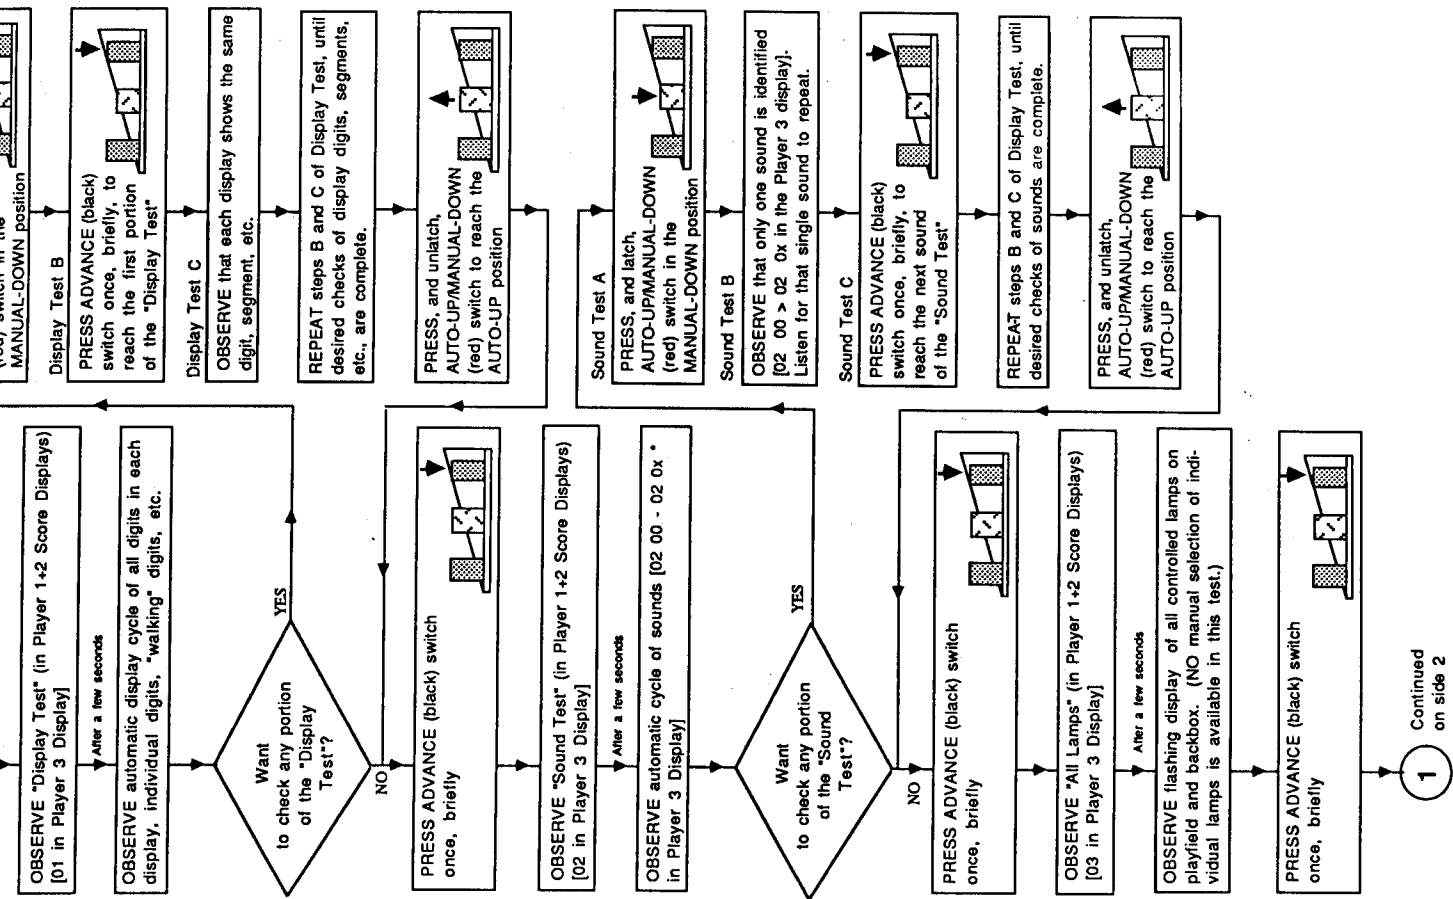 OBSERVE "Display Test" (in Player 1+2 Score Displays)
[01 in Player 3 Display]
After a few seconds
OBSERVE automatic display cycle of all digits in each
display, individual digits, "walking" digits, etc.
Want
to check any portion
of the "Display
Test"?
YES
NO
MANUAL-DOWN position
Display Test B
PRESS ADVANCE (black)
switch once, briefly, to
reach the first portion
of the "Display Test"
Display Test C
OBSERVE that each display shows the same
digit, segment, etc.
REPEAT steps B and C of Display Test, until
desired checks of display digits, segments,
etc., are complete.
PRESS, and unlatch,
AUTO-UP/MANUAL-DOWN
(red) switch to reach the
AUTO-UP position
PRESS ADVANCE (black) switch
once, briefly
OBSERVE "Sound Test" (in Player 1+2 Score Displays)
[02 in Player 3 Display]
After a few seconds
OBSERVE automatic cycle of sounds [02 00 - 02 0x *
in Player 3 Display]
Want
to check any portion
of the "Sound
Test"?
YES
NO
Sound Test A
PRESS, and latch,
AUTO-UP/MANUAL-DOWN
(red) switch in the
MANUAL-DOWN position
Sound Test B
OBSERVE that only one sound is identified
[02 00 > 02 0x in the Player 3 display].
Listen for that single sound to repeat.
Sound Test C
PRESS ADVANCE (black)
switch once, briefly, to
reach the next sound
of the "Sound Test"
REPEAT steps B and C of Display Test, until
desired checks of sounds are complete.
PRESS, and unlatch,
AUTO-UP/MANUAL-DOWN
(red) switch to reach the
AUTO-UP position
PRESS ADVANCE (black) switch
once, briefly
OBSERVE "All Lamps" (in Player 1+2 Score Displays)
[03 in Player 3 Display]
After a few seconds
OBSERVE flashing display of all controlled lamps on
playfield and backbox. (NO manual selection of indi-
vidual lamps is available in this test.)
PRESS ADVANCE (black) switch
once, briefly
1
Continued
on side 2